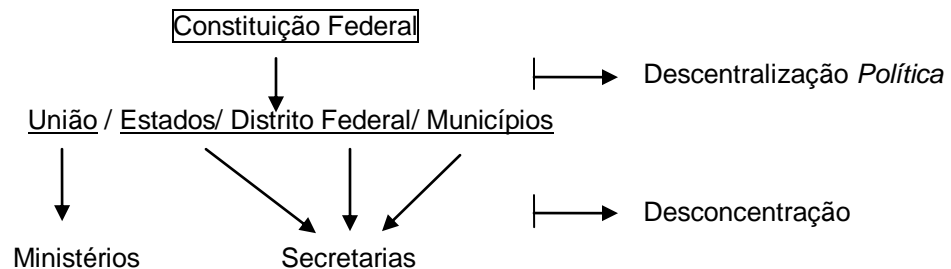 Constituição Federal
Descentralização Política
União / Estados/ Distrito Federal/ Municípios
Desconcentração
Ministérios Secretarias